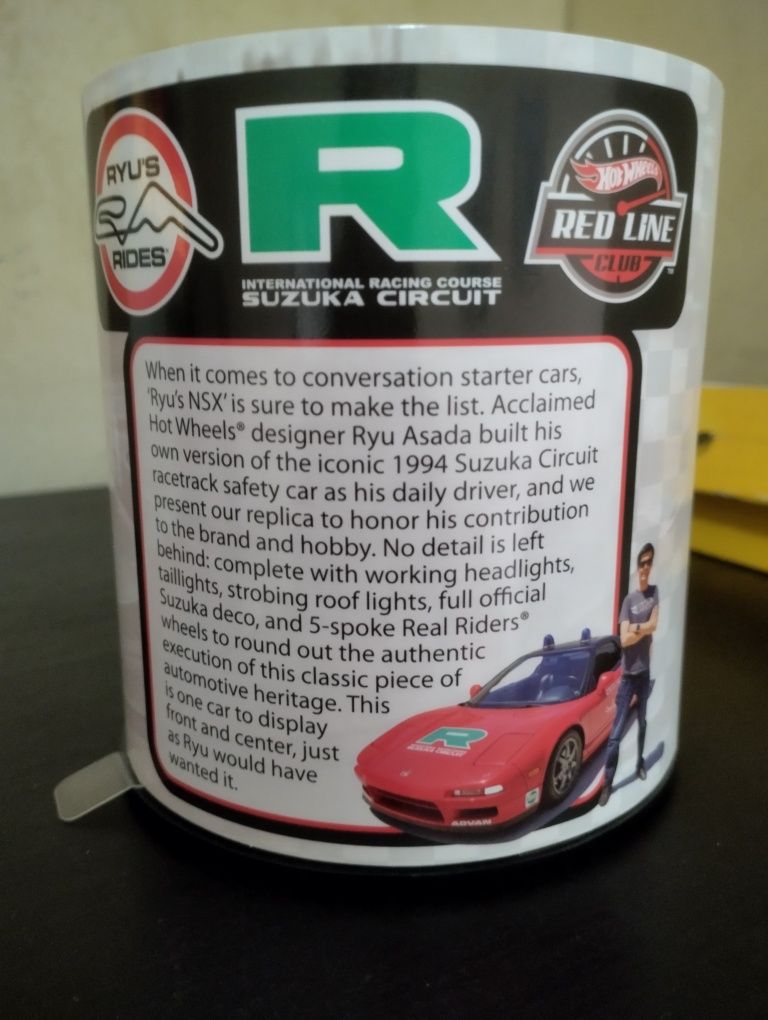 RYU'S
RIDES
R
INTERNATIONAL RACING COURSE
SUZUKA CIRCUIT
HOT WHEELS
RED LINE
CLUB™
When it comes to conversation starter cars,
'Ryu's NSX' is sure to make the list. Acclaimed
Hot Wheels® designer Ryu Asada built his
own version of the iconic 1994 Suzuka Circuit
racetrack safety car as his daily driver, and we
present our replica to honor his contribution
to the brand and hobby. No detail is left
behind: complete with working headlights,
taillights, strobing roof lights, full official
Suzuka deco, and 5-spoke Real Riders®
wheels to round out the authentic
execution of this classic piece of
automotive heritage. This
is one car to display
front and center, just
as Ryu would have
wanted it.
R
ADVAN